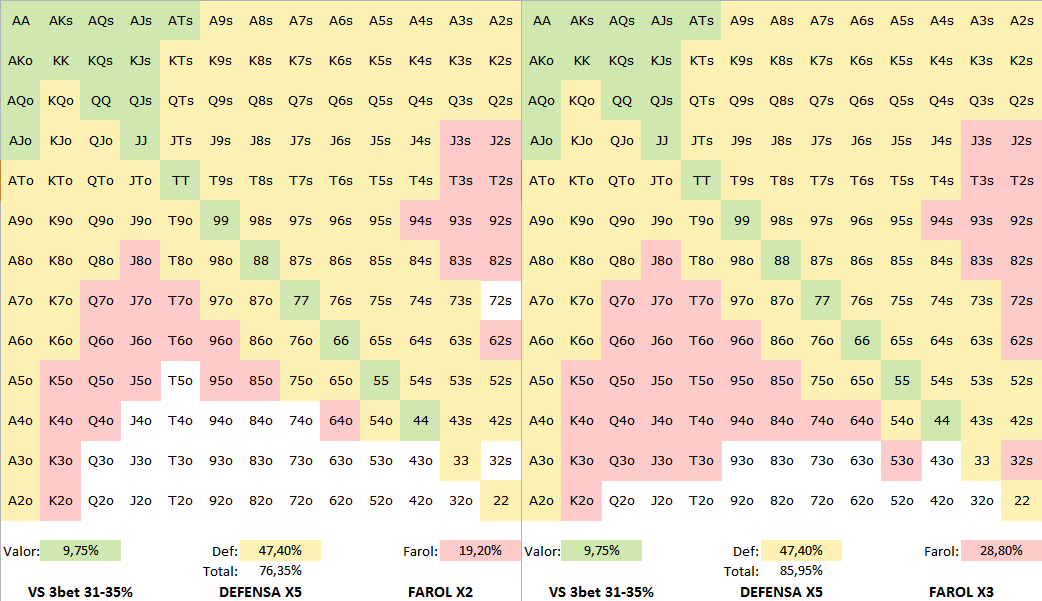 AA AKs AQs AJs ATs A9s A8s A7s A6s A5s A4s A3s A2s AA AKs AQs AJs ATs A9s A8s A7s A6s A5s A4s A3s A2s
AKo KK KQs KJs KTs K9s K8s K7s K6s K5s K4s K3s K2s AKo KK KQs KJs KTs K9s K8s K7s K6s K5s K4s K3s K2s
AQo KQo QQ QJs QTs Q9s Q8s Q7s Q6s Q5s Q4s Q3s Q2s AQo KQo QQ QJs QTs Q9s Q8s Q7s Q6s Q5s Q4s Q3s Q2s
AJo KJo QJo JJ JTs J9s J8s J7s J6s J5s J4s J3s J2s AJo KJo QJo JJ JTs J9s J8s J7s J6s J5s J4s J3s J2s
ATo KTo QTo JTo TT T9s T8s T7s T6s T5s T4s T3s T2s ATo KTo QTo JTo TT T9s T8s T7s T6s T5s T4s T3s T2s
A9o K9o Q9o J9o T9o 99 98s 97s 96s 95s 94s 93s 92s A9o K9o Q9o J9o T9o 99 98s 97s 96s 95s 94s 93s 92s
A8o K8o Q8o J8o T8o 98o 88 87s 86s 85s 84s 83s 82s A8o K8o Q8o J8o T8o 98o 88 87s 86s 85s 84s 83s 82s
A7o K7o Q7o J7o T7o 97o 87o 77 76s 75s 74s 73s 72s A7o K7o Q7o J7o T7o 97o 87o 77 76s 75s 74s 73s 72s
A6o K6o Q6o J6o T6o 96o 86o 76o 66 65s 64s 63s 62s A6o K6o Q6o J6o T6o 96o 86o 76o 66 65s 64s 63s 62s
A5o K5o Q5o J5o T5o 95o 85o 75o 65o 55 54s 53s 52s A5o K5o Q5o J5o T5o 95o 85o 75o 65o 55 54s 53s 52s
A4o K4o Q4o J4o T4o 94o 84o 74o 64o 54o 44 43s 42s A4o K4o Q4o J4o T4o 94o 84o 74o 64o 54o 44 43s 42s
A3o K3o Q3o J3o T3o 93o 83o 73o 63o 53o 43o 33 32s A3o K3o Q3o J3o T3o 93o 83o 73o 63o 53o 43o 33 32s
A2o K2o Q2o J2o T2o 92o 82o 72o 62o 52o 42o 32o 22 A2o K2o Q2o J2o T2o 92o 82o 72o 62o 52o 42o 32o 22
Valor: 9,75% Def: 47,40% Farol: 19,20% Valor: 9,75% Def: 47,40% Farol: 28,80%
Total: 76,35% Total: 85,95%
VS 3bet 31-35% DEFENSA X5 FAROL X2 VS 3bet 31-35% DEFENSA X5 FAROL X3